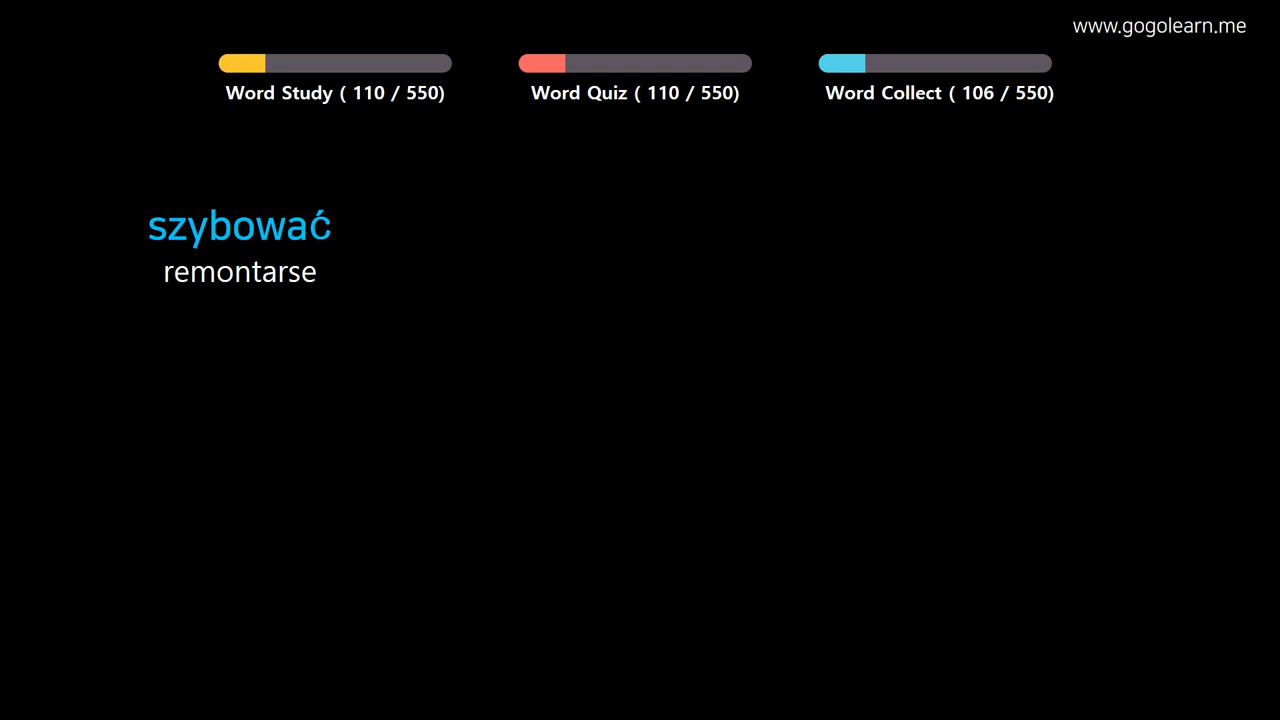 www.gogolearn.me
Word Study ( 110 / 550)
Word Quiz ( 110 / 550)
Word Collect ( 106 / 550)
szybować
remontarse